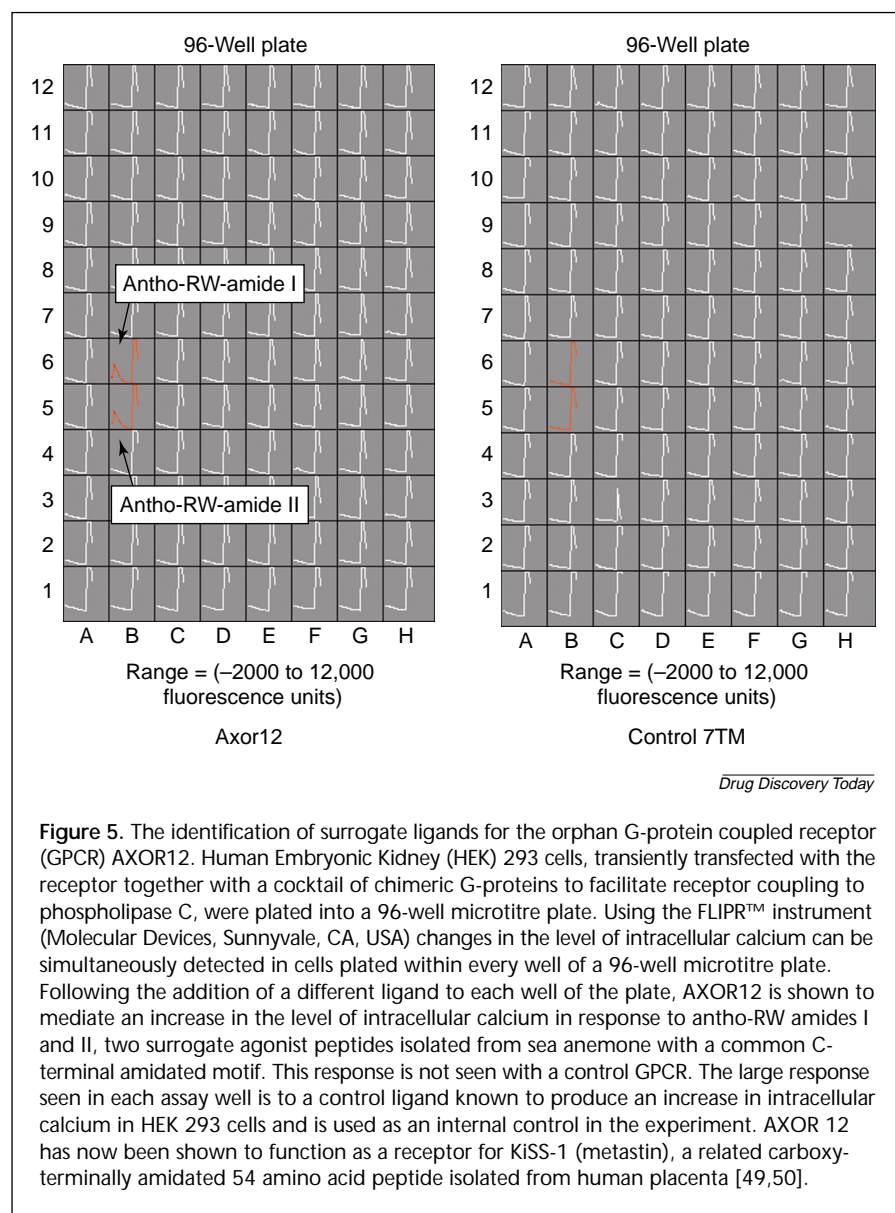 96-Well plate
96-Well plate
12
11
10
9
8
7
6
5
4
3
2
1
Antho-RW-amide I
Antho-RW-amide II
A B C D E F G H
Range = (–2000 to 12,000
fluorescence units)
Axor12
12
11
10
9
8
7
6
5
4
3
2
1
A B C D E F G H
Range = (–2000 to 12,000
fluorescence units)
Control 7TM
Drug Discovery Today
Figure 5. The identification of surrogate ligands for the orphan G-protein coupled receptor
(GPCR) AXOR12. Human Embryonic Kidney (HEK) 293 cells, transiently transfected with the
receptor together with a cocktail of chimeric G-proteins to facilitate receptor coupling to
phospholipase C, were plated into a 96-well microtitre plate. Using the FLIPR™ instrument
(Molecular Devices, Sunnyvale, CA, USA) changes in the level of intracellular calcium can be
simultaneously detected in cells plated within every well of a 96-well microtitre plate.
Following the addition of a different ligand to each well of the plate, AXOR12 is shown to
mediate an increase in the level of intracellular calcium in response to antho-RW amides I
and II, two surrogate agonist peptides isolated from sea anemone with a common C-
terminal amidated motif. This response is not seen with a control GPCR. The large response
seen in each assay well is to a control ligand known to produce an increase in intracellular
calcium in HEK 293 cells and is used as an internal control in the experiment. AXOR 12
has now been shown to function as a receptor for KiSS-1 (metastin), a related carboxy-
terminally amidated 54 amino acid peptide isolated from human placenta [49,50].